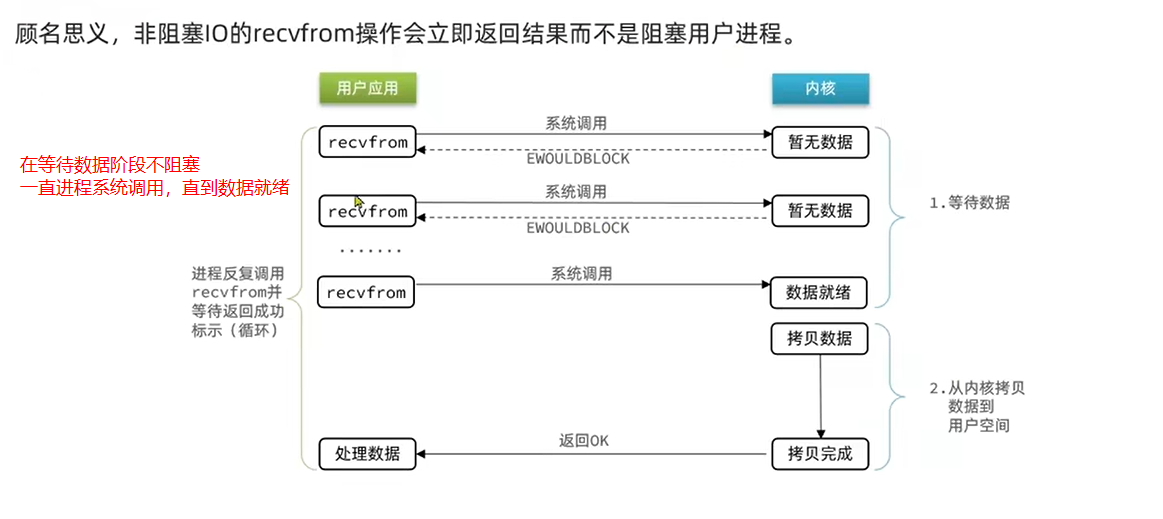 顾名思义，非阻塞IO的recvfrom操作会立即返回结果而不是阻塞用户进程。
用户应用
内核
在等待数据阶段不阻塞
一直进程系统调用，直到数据就绪
recvfrom
系统调用
EWOULDBLOCK
暂无数据
recvfrom
系统调用
EWOULDBLOCK
暂无数据
·······
1.等待数据
进程反复调用
recvfrom并
等待返回成功
标示（循环）
recvfrom
系统调用
数据就绪
拷贝数据
2.从内核拷贝
数据到
用户空间
处理数据
返回OK
拷贝完成